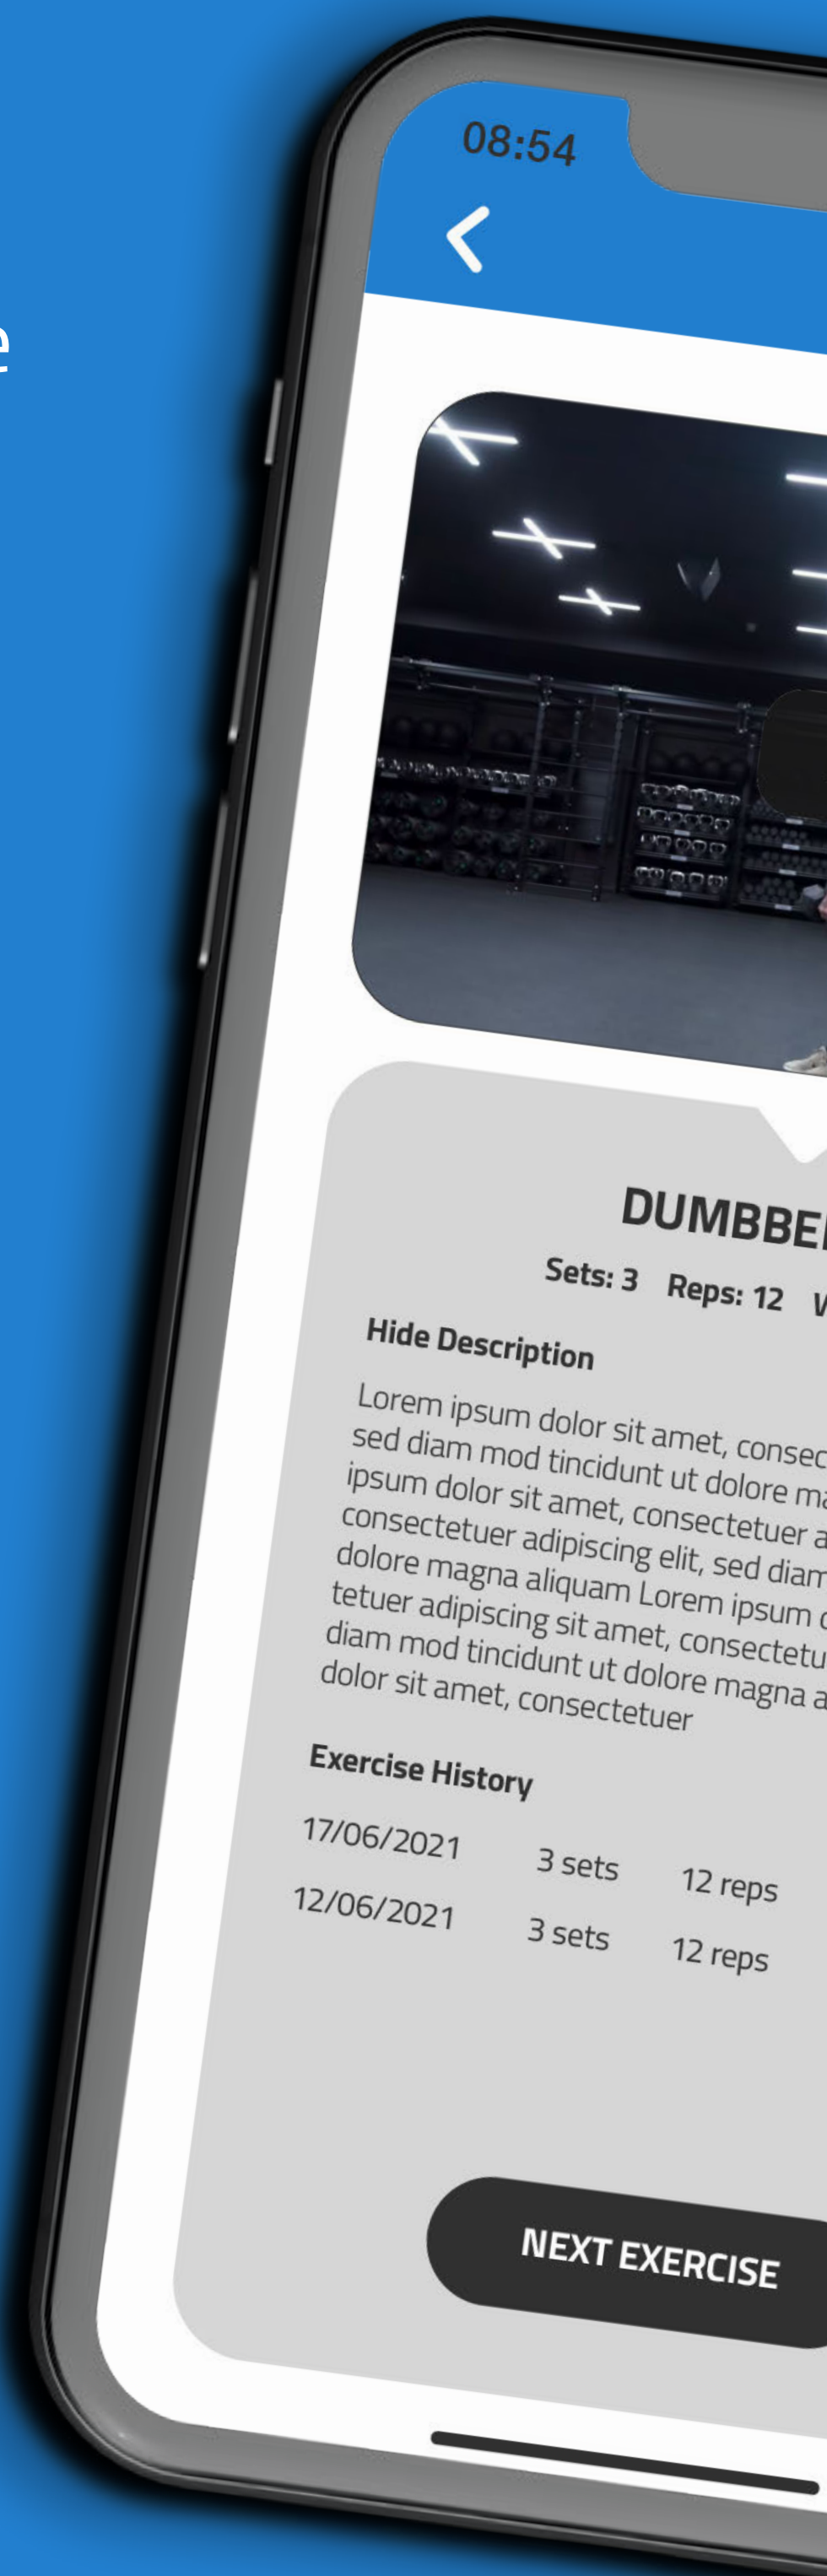 08:54
e
DUMBBE
Sets: 3 Reps: 12
Hide Description
Lorem ipsum dolor sit amet, consec
sed diam mod tincidunt ut dolore ma
ipsum dolor sit amet, consectetuer a
consectetuer adipiscing elit, sed diam
dolore magna aliquam Lorem ipsum
tetuer adipiscing sit amet, consectetu
diam mod tincidunt ut dolore magna a
dolor sit amet, consectetuer
Exercise History
17/06/2021 3 sets 12 reps
12/06/2021 3 sets 12 reps
NEXT EXERCISE